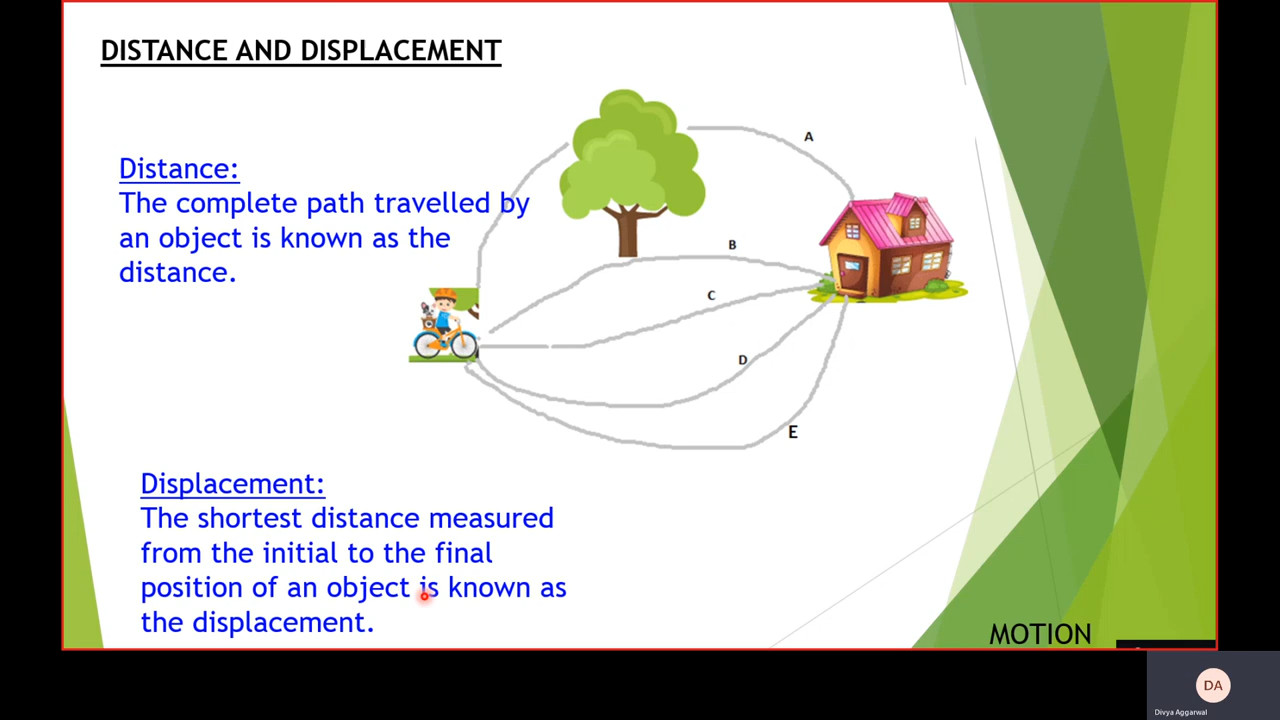 DISTANCE AND DISPLACEMENT
A
Distance:
The complete path travelled by
an object is known as the
distance.
B
C
D
E
Displacement:
The shortest distance measured
from the initial to the final
position of an object is known as
the displacement.
MOTION
DA
Divya Aggarwal